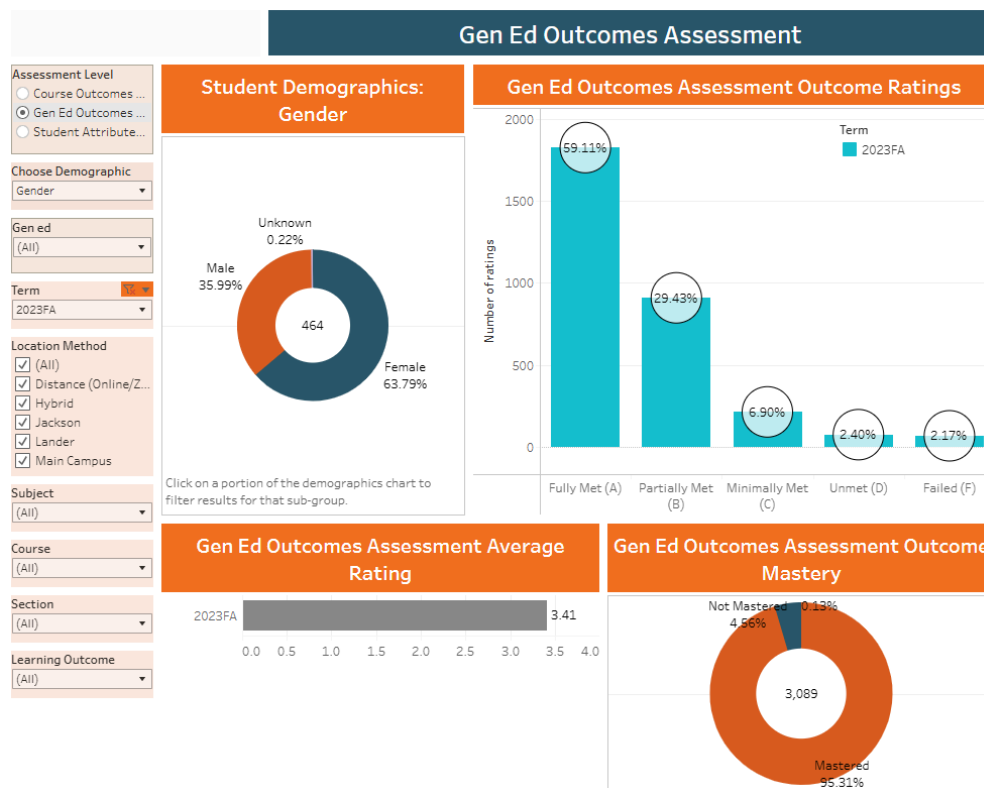 Gen Ed Outcomes Assessment
Assessment Level
Course Outcomes ...
Gen Ed Outcomes ...
Student Attribute...
Choose Demographic
Gender
Gen ed
(All)
Term
2023FA
Location Method
(All)
Distance (Online/Z...
Hybrid
Jackson
Lander
Main Campus
Subject
(All)
Course
(All)
Section
(All)
Learning Outcome
(All)
Student Demographics:
Gender
Unknown
0.22%
Male
35.99%
464
Female
63.79%
Click on a portion of the demographics chart to
filter results for that sub-group.
Gen Ed Outcomes Assessment Outcome Ratings
Term
2023FA
Number of ratings
2000
1500
1000
500
0
59.11%
29.43%
6.90%
2.40%
2.17%
Fully Met (A)
Partially Met
(B)
Minimally Met
(C)
Unmet (D)
Failed (F)
Gen Ed Outcomes Assessment Average
Rating
2023FA
3.41
0.0 0.5 1.0 1.5 2.0 2.5 3.0 3.5 4.0
Gen Ed Outcomes Assessment Outcome
Mastery
Not Mastered
4.56%
0.13%
3,089
Mastered
95.31%